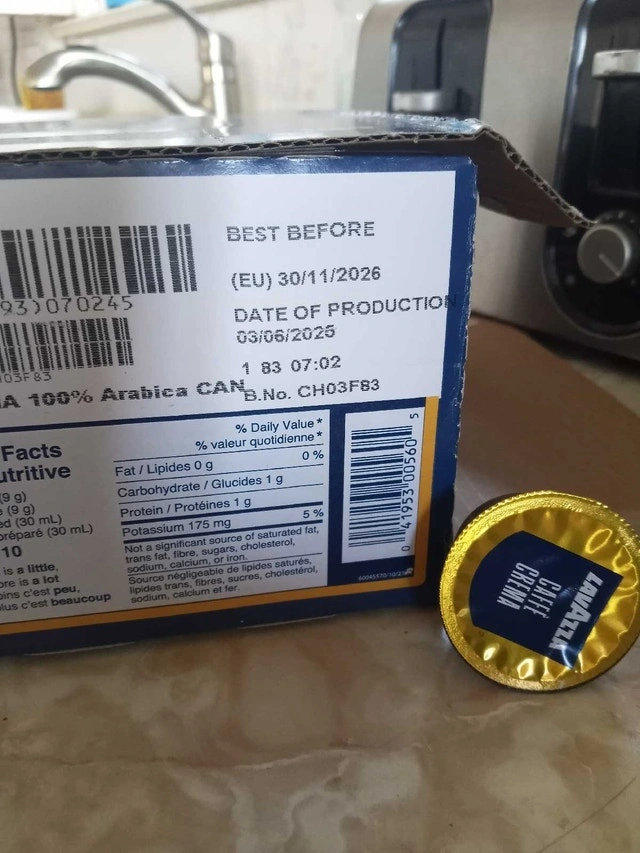 BEST BEFORE
(EU) 30/11/2026
DATE OF PRODUCTION
03/06/2025
1 83 07:02
B.No. CH03F83
93)070245
03F83
A 100% Arabica CAN
Facts
utritive
(9 g)
(9 g)
ed (30 mL)
réparé (30 mL)
10
is a little,
ore is a lot
oins c'est peu,
lus c'est beaucoup
% Daily Value*
% valeur quotidienne*
Fat / Lipides 0 g 0 %
Carbohydrate / Glucides 1 g
Protein / Protéines 1 g
Potassium 175 mg 5 %
Not a significant source of saturated fat,
trans fat, fibre, sugars, cholesterol,
sodium, calcium, or iron.
Source négligeable de lipides saturés,
lipides trans, fibres, sucres, cholestérol,
sodium, calcium et fer.
0 41953 00560 5
LAVAZZA
CAFFÈ
CREMA